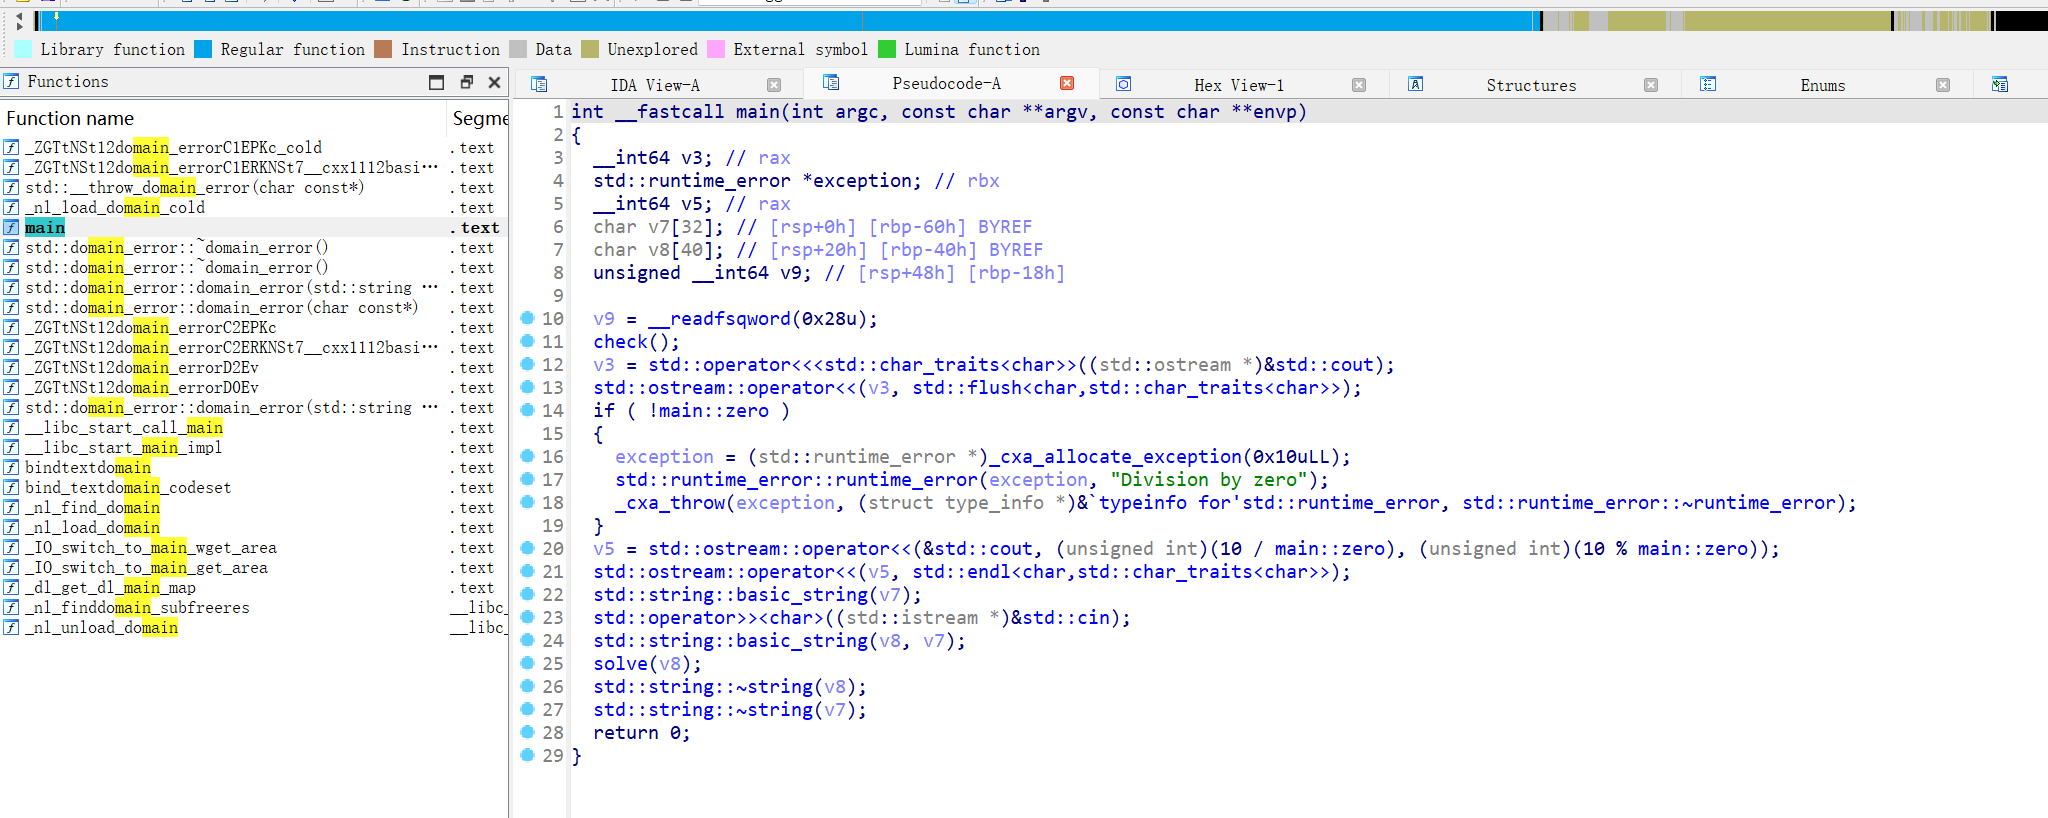 Library function Regular function Instruction Data Unexplored External symbol Lumina function
Functions
Function name Segme
_ZGTtNSt12domain_errorC1EPKc_cold .text
_ZGTtNSt12domain_errorC1ERKNSt7__cxx1112basi… .text
std::__throw_domain_error(char const*) .text
_nl_load_domain_cold .text
main .text
std::domain_error::~domain_error() .text
std::domain_error::~domain_error() .text
std::domain_error::domain_error(std::string … .text
std::domain_error::domain_error(char const*) .text
_ZGTtNSt12domain_errorC2EPKc .text
_ZGTtNSt12domain_errorC2ERKNSt7__cxx1112basi… .text
_ZGTtNSt12domain_errorD2Ev .text
_ZGTtNSt12domain_errorD0Ev .text
std::domain_error::domain_error(std::string … .text
__libc_start_call_main .text
__libc_start_main_impl .text
bindtextdomain .text
bind_textdomain_codeset .text
_nl_find_domain .text
_nl_load_domain .text
_IO_switch_to_main_wget_area .text
_IO_switch_to_main_get_area .text
_dl_get_dl_main_map .text
_nl_finddomain_subfreeres __libc_
_nl_unload_domain __libc_
IDA View-A Pseudocode-A Hex View-1 Structures Enums
1 int __fastcall main(int argc, const char **argv, const char **envp)
2 {
3 __int64 v3; // rax
4 std::runtime_error *exception; // rbx
5 __int64 v5; // rax
6 char v7[32]; // [rsp+0h] [rbp-60h] BYREF
7 char v8[40]; // [rsp+20h] [rbp-40h] BYREF
8 unsigned __int64 v9; // [rsp+48h] [rbp-18h]
9
10 v9 = __readfsqword(0x28u);
11 check();
12 v3 = std::operator<<<std::char_traits<char>>((std::ostream *)&std::cout);
13 std::ostream::operator<<(v3, std::flush<char,std::char_traits<char>>);
14 if ( !main::zero )
15 {
16 exception = (std::runtime_error *)_cxa_allocate_exception(0x10uLL);
17 std::runtime_error::runtime_error(exception, "Division by zero");
18 _cxa_throw(exception, (struct type_info *)&`typeinfo for'std::runtime_error, std::runtime_error::~runtime_error);
19 }
20 v5 = std::ostream::operator<<(&std::cout, (unsigned int)(10 / main::zero), (unsigned int)(10 % main::zero));
21 std::ostream::operator<<(v5, std::endl<char,std::char_traits<char>>);
22 std::string::basic_string(v7);
23 std::operator>><char>((std::istream *)&std::cin);
24 std::string::basic_string(v8, v7);
25 solve(v8);
26 std::string::~string(v8);
27 std::string::~string(v7);
28 return 0;
29 }